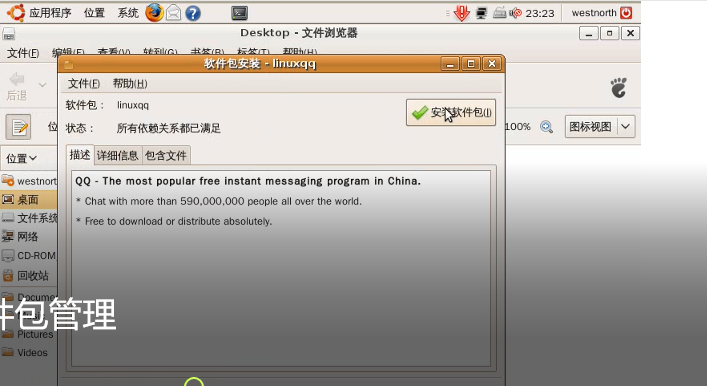 应用程序 位置 系统 23:23 westnorth
Desktop - 文件浏览器
文件(F) 编辑(E) 查看(V) 转到(G) 书签(B) 标签(T) 帮助(H)
软件包安装 - linuxqq
文件(F) 帮助(H)
后退
软件包： linuxqq
安装软件包(I)
100% 图标视图
状态： 所有依赖关系都已满足
位置
描述 详细信息 包含文件
westnort
QQ - The most popular free instant messaging program in China.
桌面
* Chat with more than 590,000,000 people all over the world.
文件系统
* Free to download or distribute absolutely.
网络
CD-ROM
回收站
Docume
件包管理
Pictures
Videos